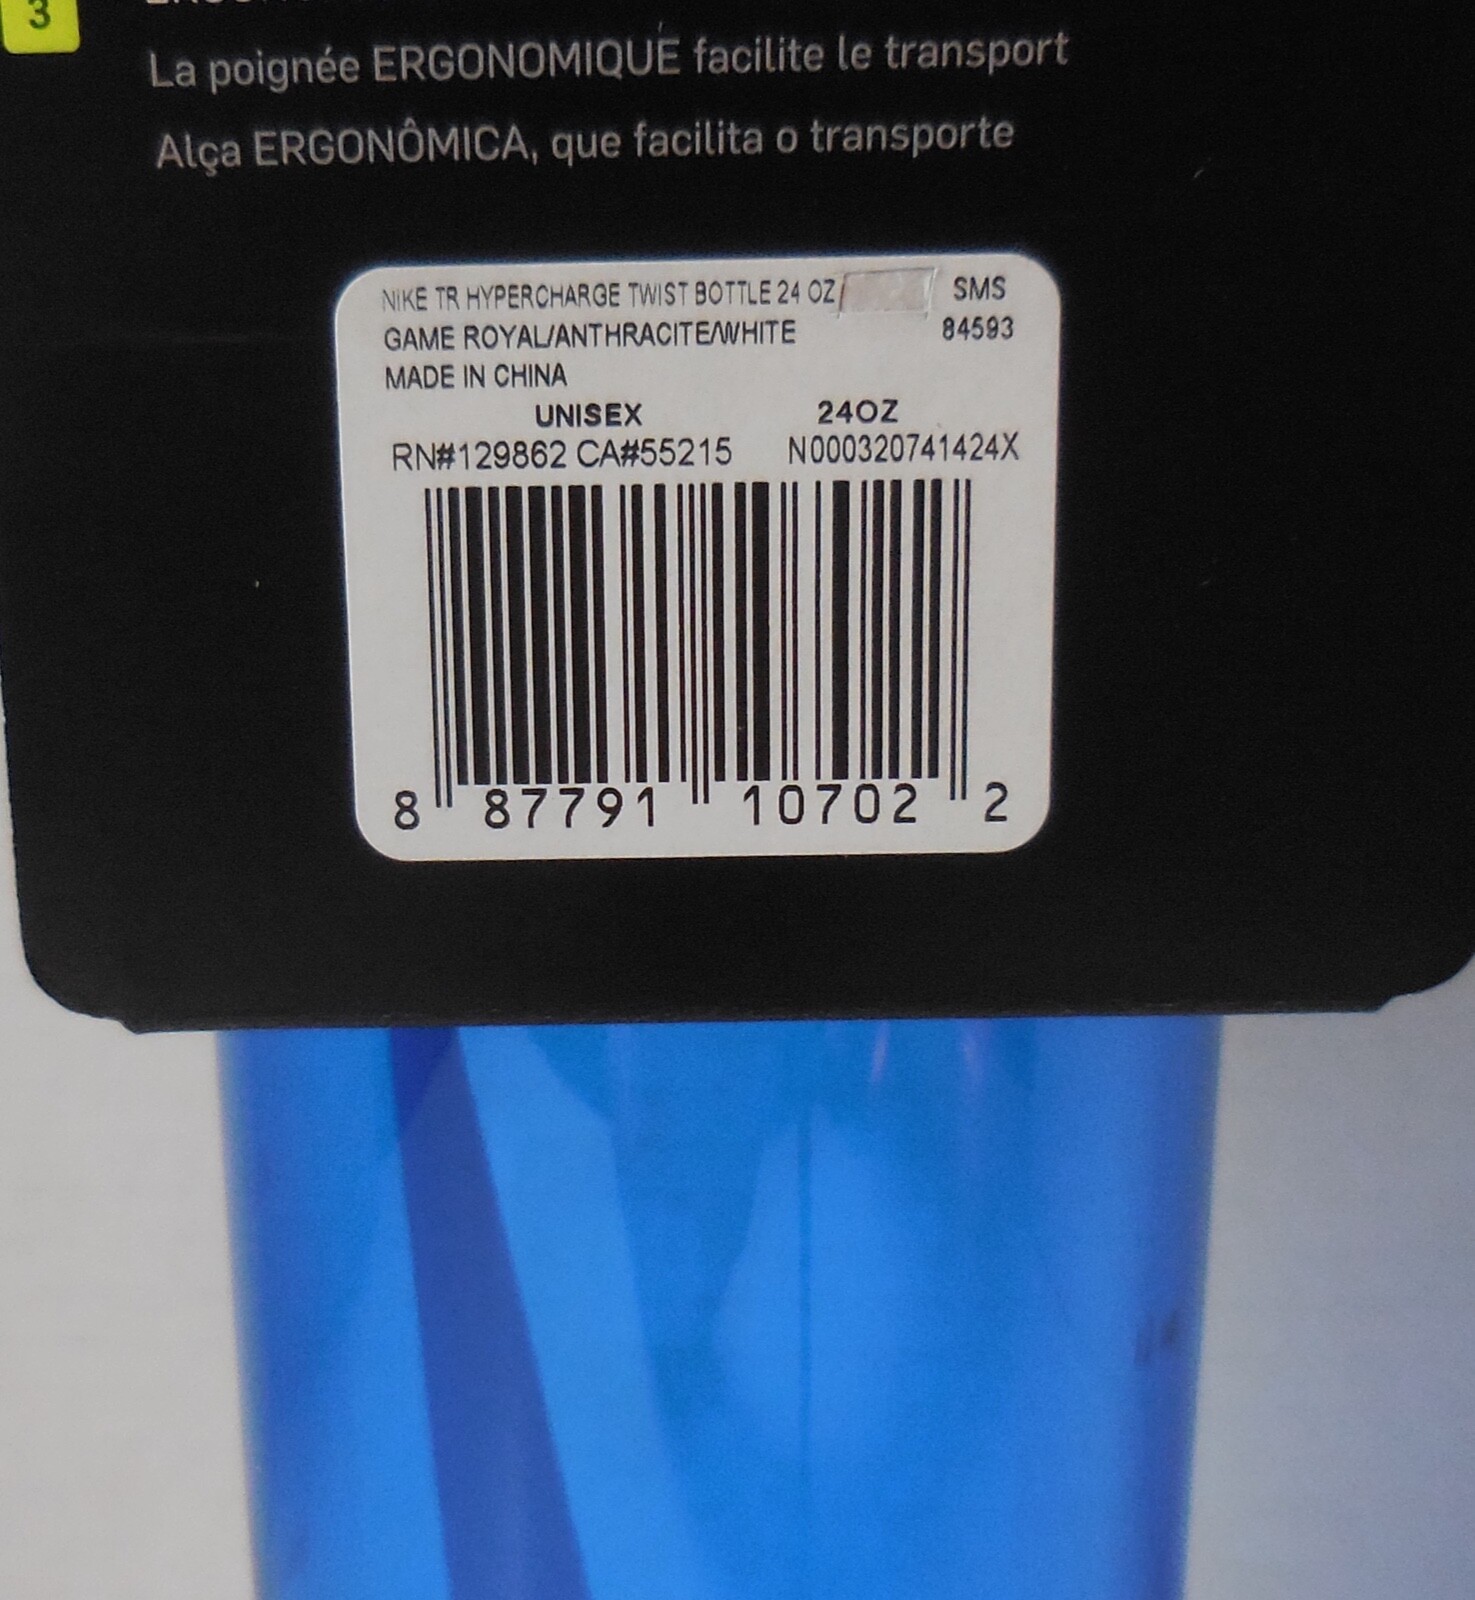 3
La poignée ERGONOMIQUE facilite le transport
Alça ERGONÔMICA, que facilita o transporte
NIKE TR HYPERCHARGE TWIST BOTTLE 24 OZ SMS
GAME ROYAL/ANTHRACITE/WHITE 84593
MADE IN CHINA
UNISEX 24OZ
RN#129862 CA#55215 N000320741424X
8 87791 10702 2